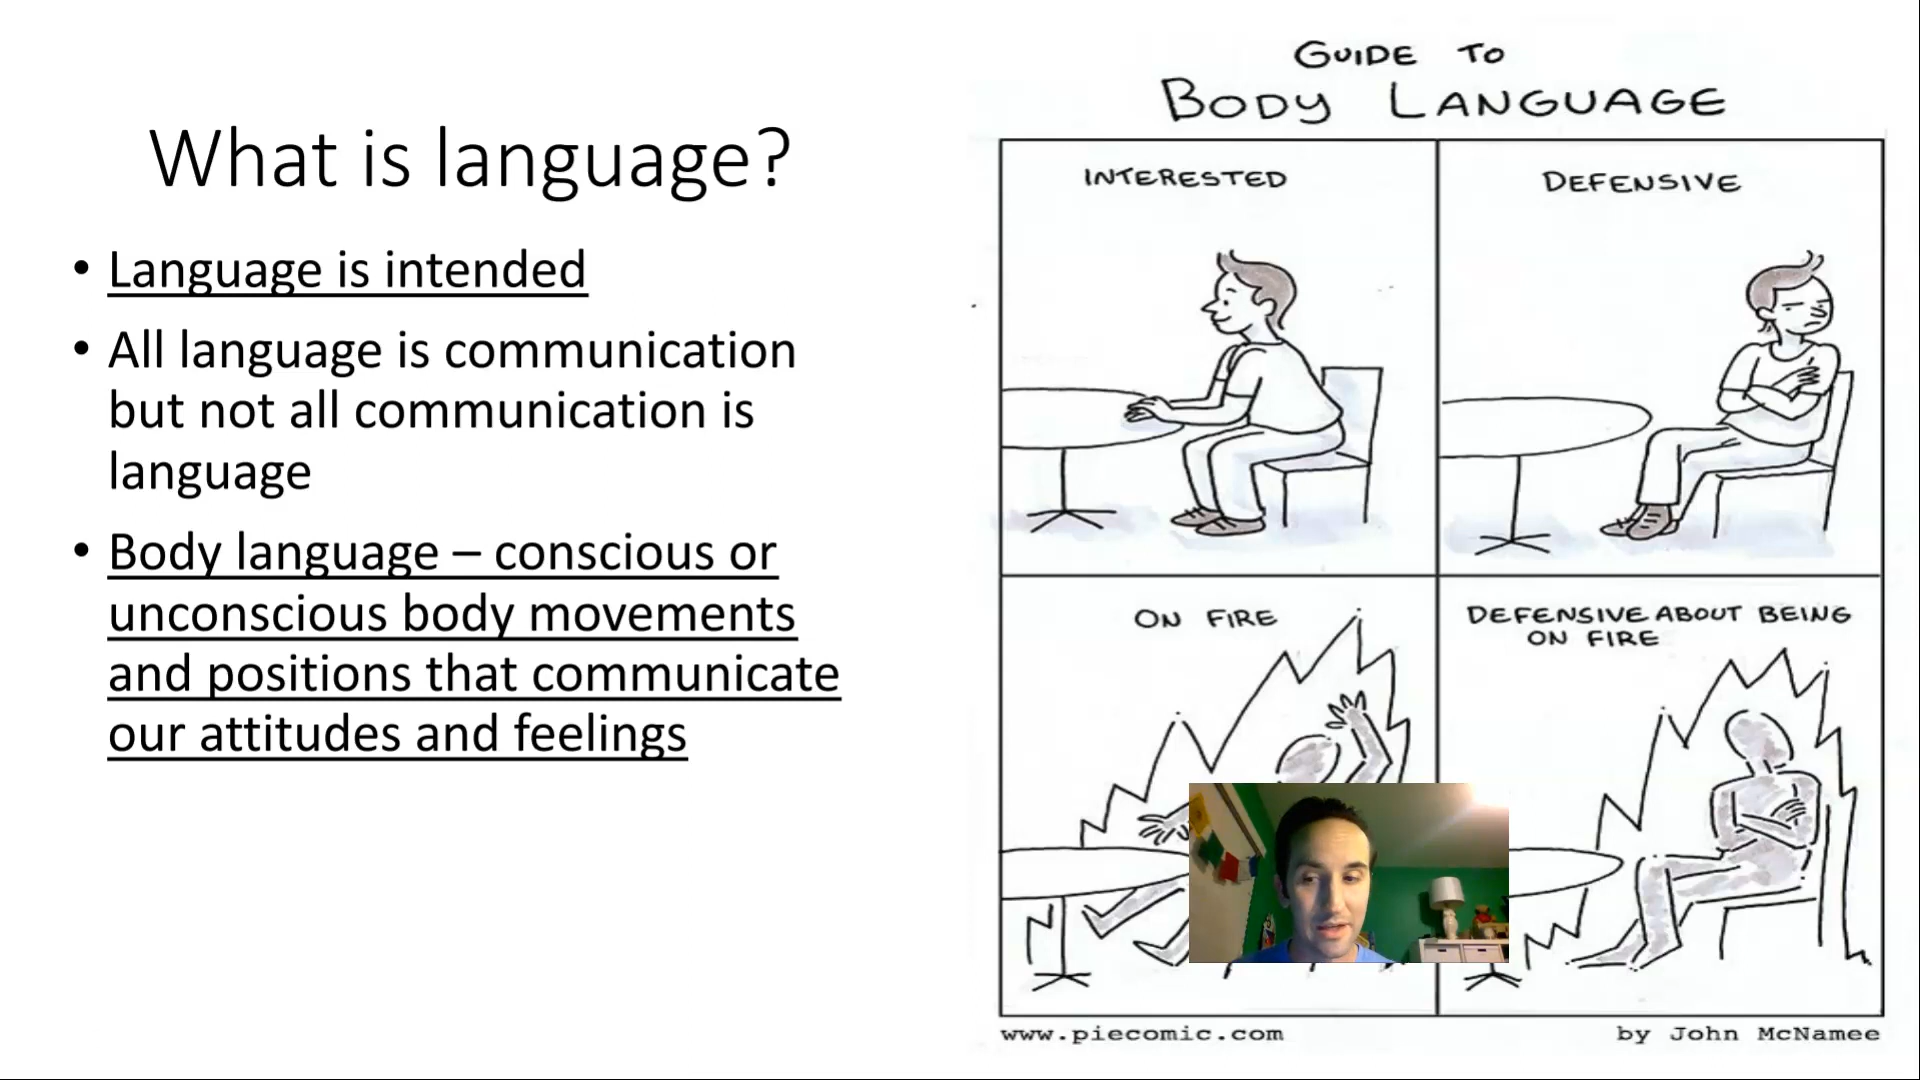 What is language?
• Language is intended
• All language is communication
but not all communication is
language
• Body language – conscious or
unconscious body movements
and positions that communicate
our attitudes and feelings
GUIDE TO
BODY LANGUAGE
INTERESTED
DEFENSIVE
ON FIRE
DEFENSIVE ABOUT BEING
ON FIRE
www.piecomic.com
by John McNamee